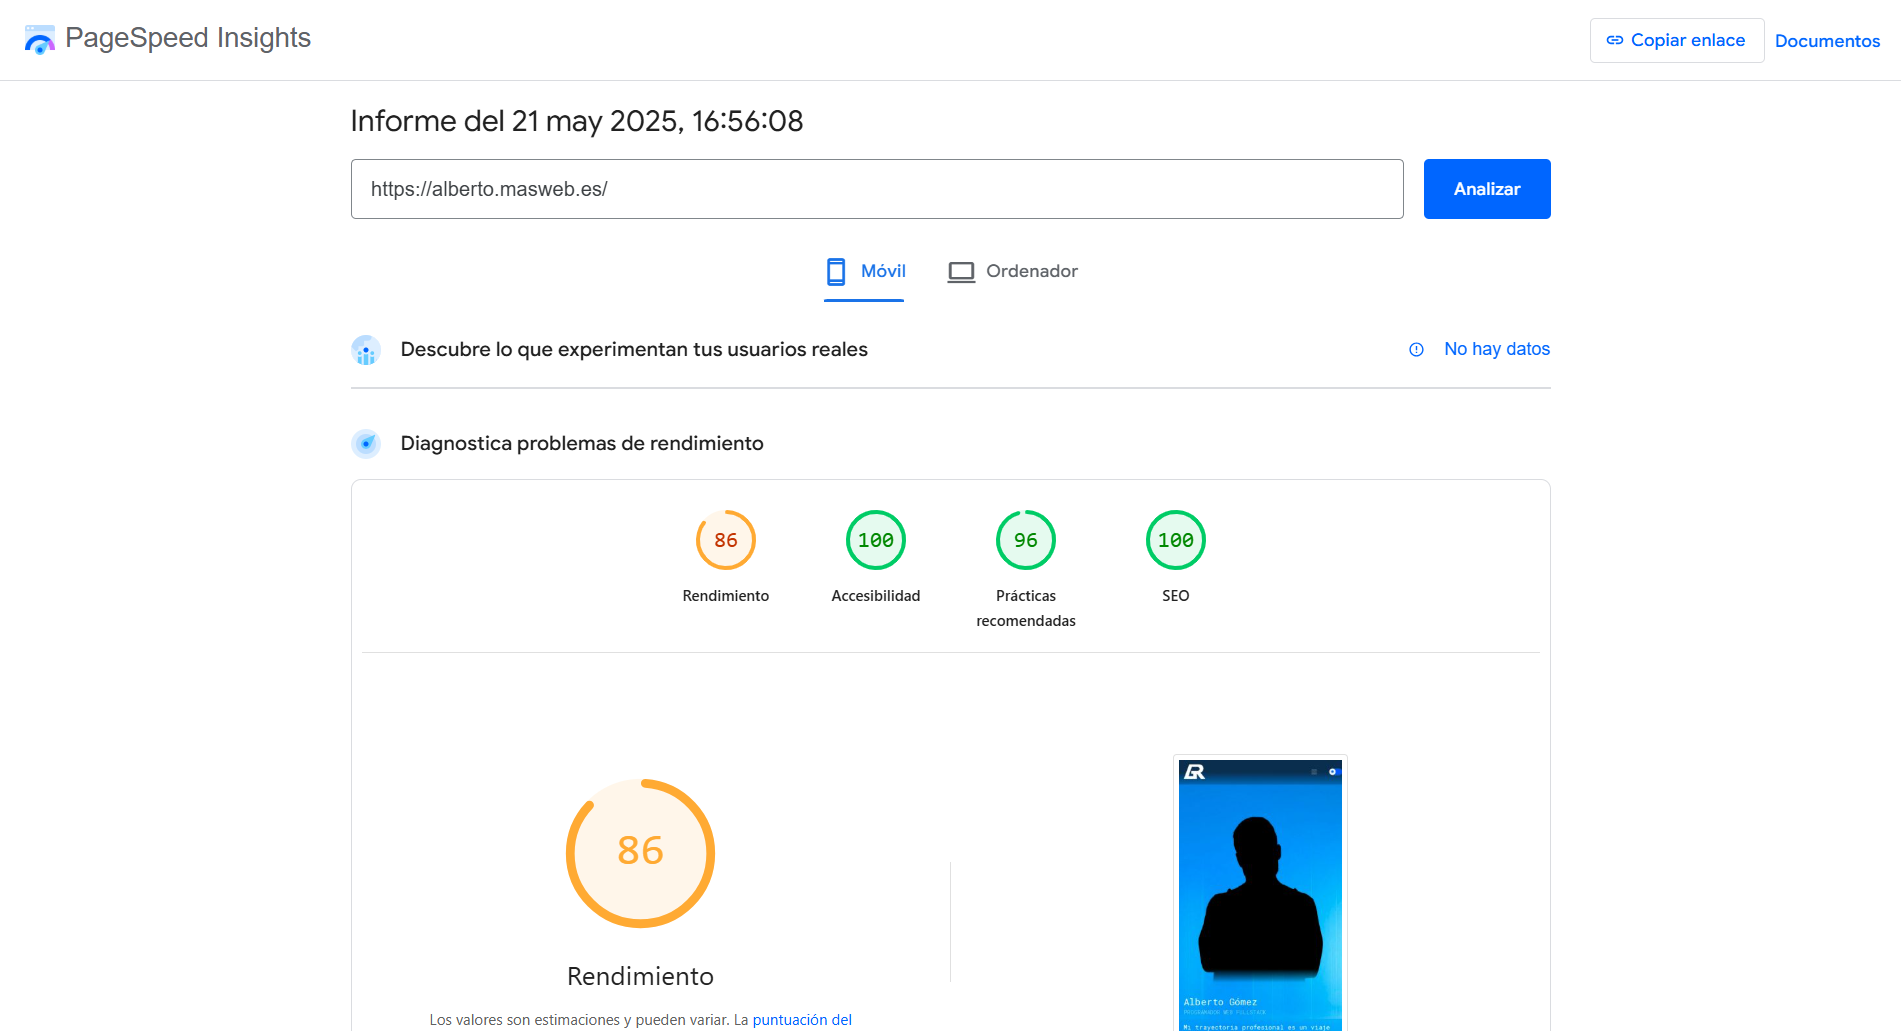 PageSpeed Insights
Copiar enlace
Documentos
Informe del 21 may 2025, 16:56:08
https://alberto.masweb.es/
Analizar
Móvil
Ordenador
Descubre lo que experimentan tus usuarios reales
No hay datos
Diagnostica problemas de rendimiento
86
100
96
100
Rendimiento
Accesibilidad
Prácticas
recomendadas
SEO
86
Rendimiento
Los valores son estimaciones y pueden variar. La puntuación del
Alberto Gómez
PROGRAMADOR WEB FULLSTACK
Mi trayectoria profesional es un viaje